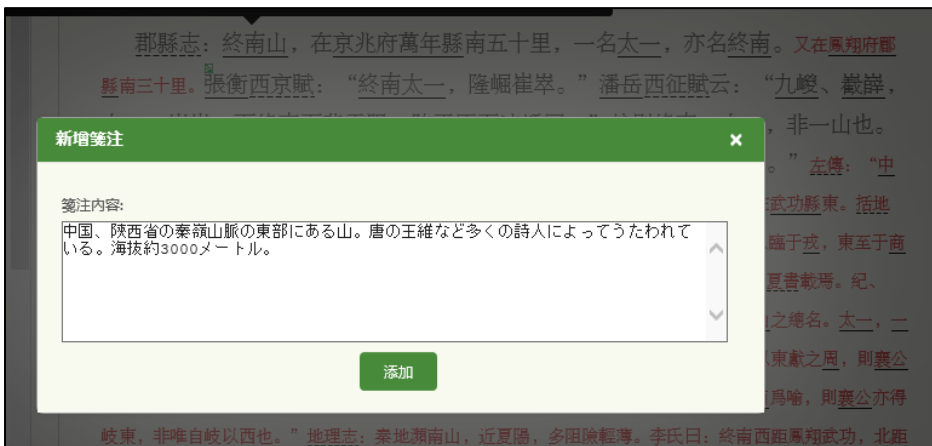 郡縣志：終南山，在京兆府萬年縣南五十里，一名太一，亦名終南。又在鳳翔府郿
縣南三十里。張衡西京賦：“終南太一，隆崛崔崒。”潘岳西征賦云：“九嵕、嶻嶭，
，非一山也。
新增箋注
×
。”左傳：“中
箋注内容:
武功縣東。括地
中国、陝西省の秦嶺山脈の東部にある山。唐の王維など多くの詩人によってうたわれて
いる。海抜約3000メートル。
臨于戎，東至于商
夏書載焉。紀、
之總名。太一，一
添加
東獻之周，則襄公
爲喻，則襄公亦得
岐東，非唯自岐以西也。”地理志：秦地瀕南山，近夏陽，多阻險輕薄。李氏曰：終南西距鳳翔武功，北距